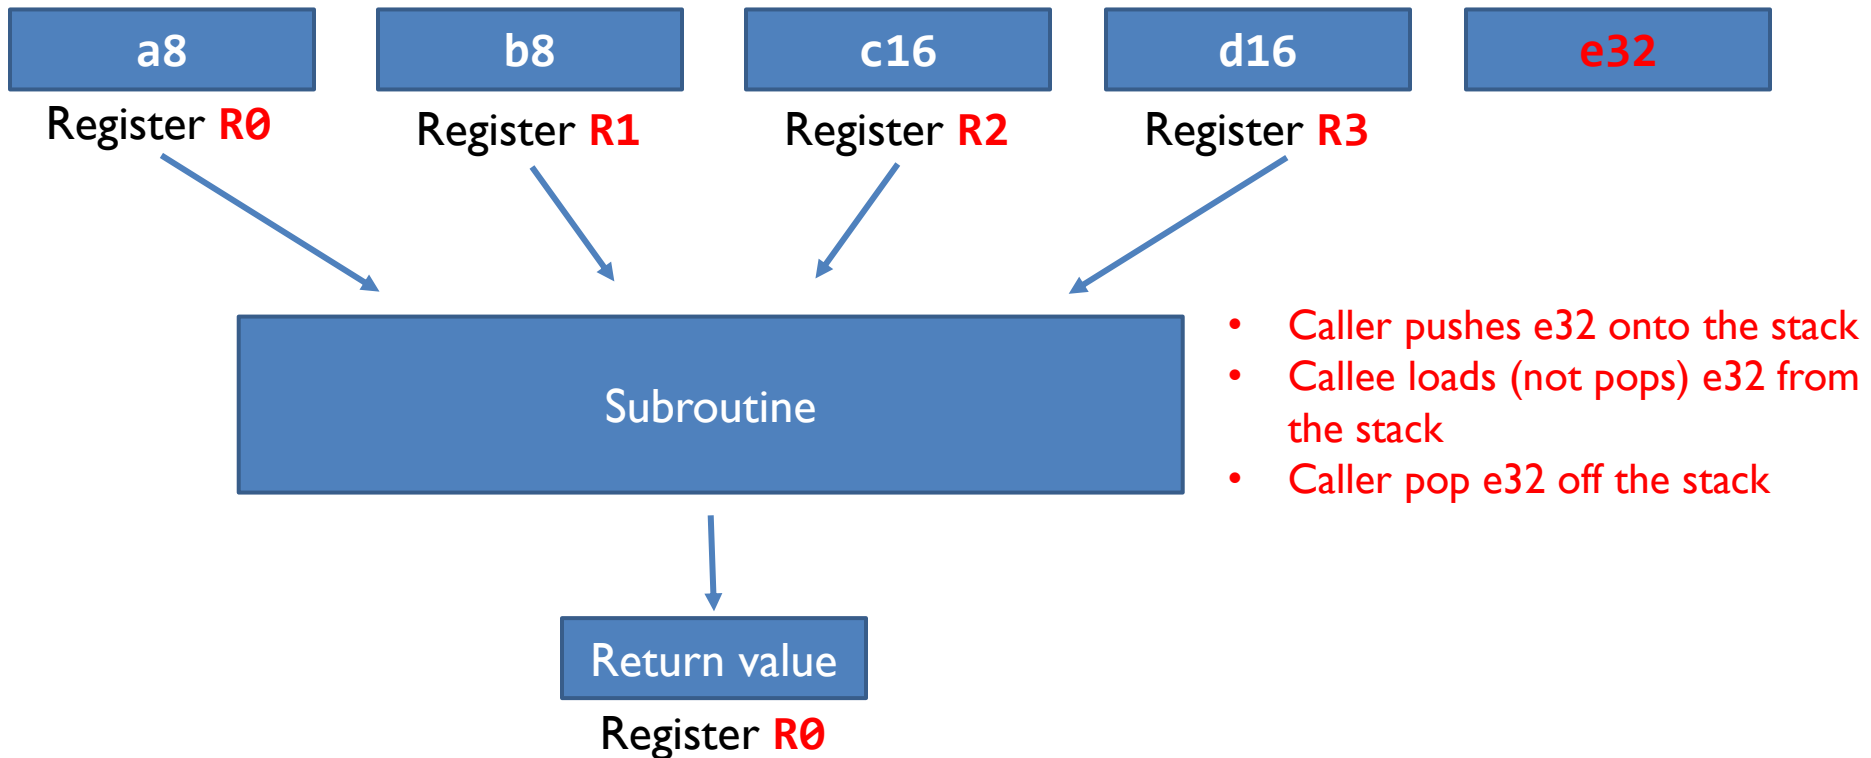 a8 b8 c16 d16 e32
Register R0 Register R1 Register R2 Register R3
• Caller pushes e32 onto the stack
• Callee loads (not pops) e32 from
the stack
• Caller pop e32 off the stack
Subroutine
Return value
Register R0